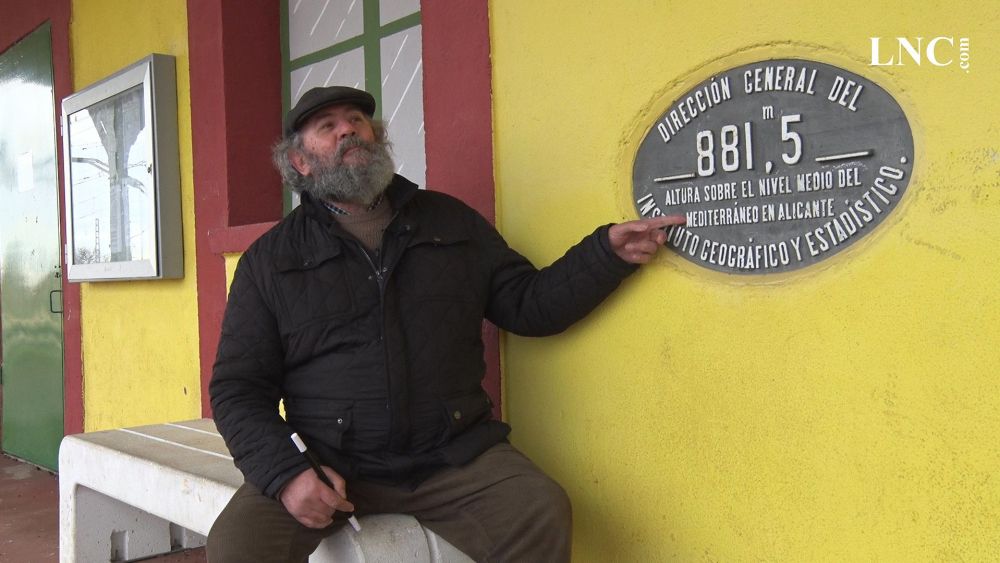 LNC.com
DIRECCIÓN GENERAL DEL
881,5 m
ALTURA SOBRE EL NIVEL MEDIO DEL
MEDITERRÁNEO EN ALICANTE
INSTITUTO GEOGRÁFICO Y ESTADÍSTICO.